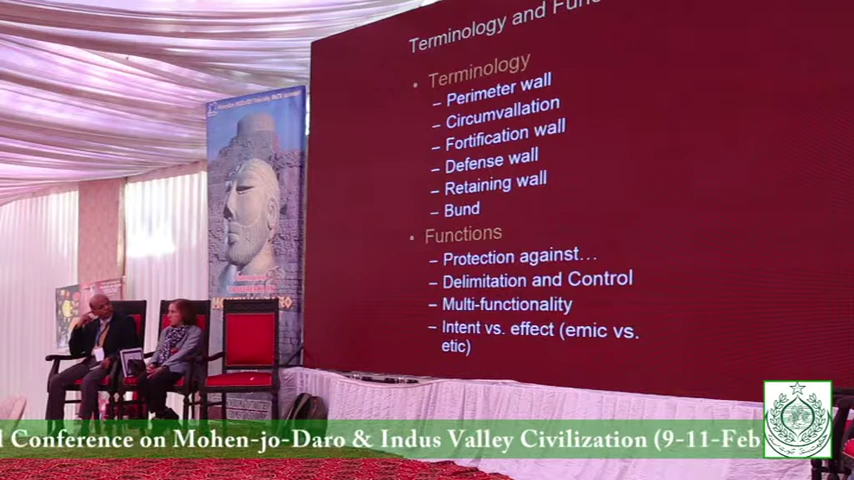 Terminology and Func
• Terminology
– Perimeter wall
– Circumvallation
– Fortification wall
– Defense wall
– Retaining wall
– Bund
• Functions
– Protection against...
– Delimitation and Control
– Multi-functionality
– Intent vs. effect (emic vs.
etic)
Conference on Mohen-jo-Daro & Indus Valley Civilization (9-11-Feb